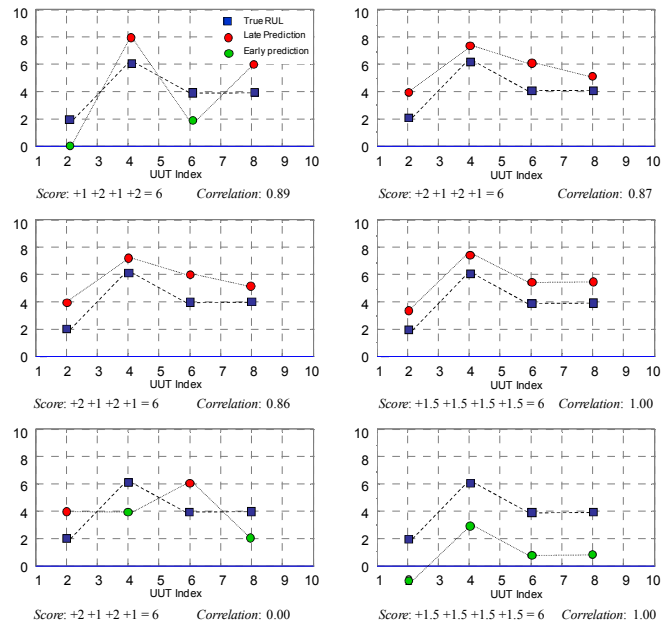 10
8
6
4
2
0
True RUL
Late Prediction
Early prediction
1 2 3 4 5 6 7 8 9 10
UUT Index
Score: +1 +2 +1 +2 = 6 Correlation: 0.89
10
8
6
4
2
0
1 2 3 4 5 6 7 8 9 10
UUT Index
Score: +2 +1 +2 +1 = 6 Correlation: 0.87
10
8
6
4
2
0
1 2 3 4 5 6 7 8 9 10
UUT Index
Score: +2 +1 +2 +1 = 6 Correlation: 0.86
10
8
6
4
2
0
1 2 3 4 5 6 7 8 9 10
UUT Index
Score: +1.5 +1.5 +1.5 +1.5 = 6 Correlation: 1.00
10
8
6
4
2
0
1 2 3 4 5 6 7 8 9 10
UUT Index
Score: +2 +1 +2 +1 = 6 Correlation: 0.00
10
8
6
4
2
0
1 2 3 4 5 6 7 8 9 10
UUT Index
Score: +1.5 +1.5 +1.5 +1.5 = 6 Correlation: 1.00